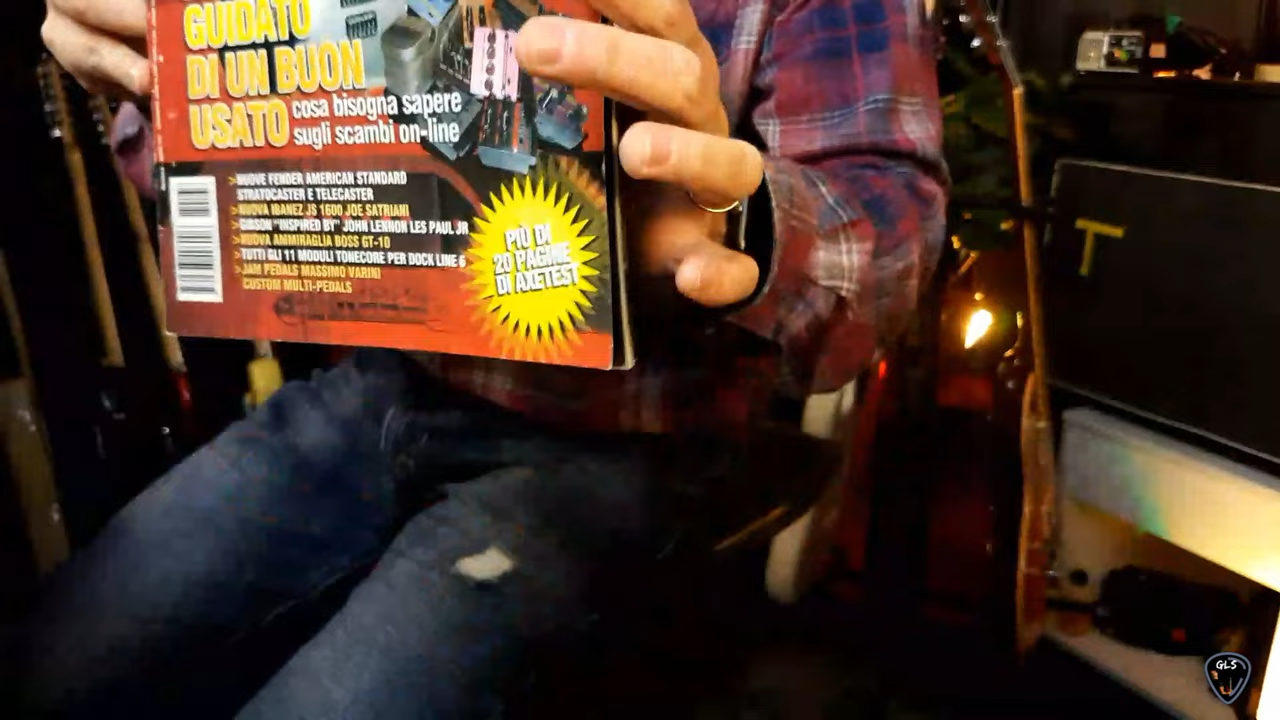 GUIDATO
DI UN BUON
USATO cosa bisogna sapere
sugli scambi on-line
>NUOVE FENDER AMERICAN STANDARD
STRATOCASTER E TELECASTER
>NUOVA IBANEZ JS 1600 JOE SATRIANI
>GIBSON "INSPIRED BY" JOHN LENNON LES PAUL JR
>NUOVA AMMIRAGLIA BOSS GT-10
>TUTTI GLI 11 MODULI TONECORE PER DOCK LINE 6
>JAM PEDALS MASSIMO VARINI
CUSTOM MULTI-PEDALS
PIÙ DI
20 PAGINE
DI AXETEST
T
GLS